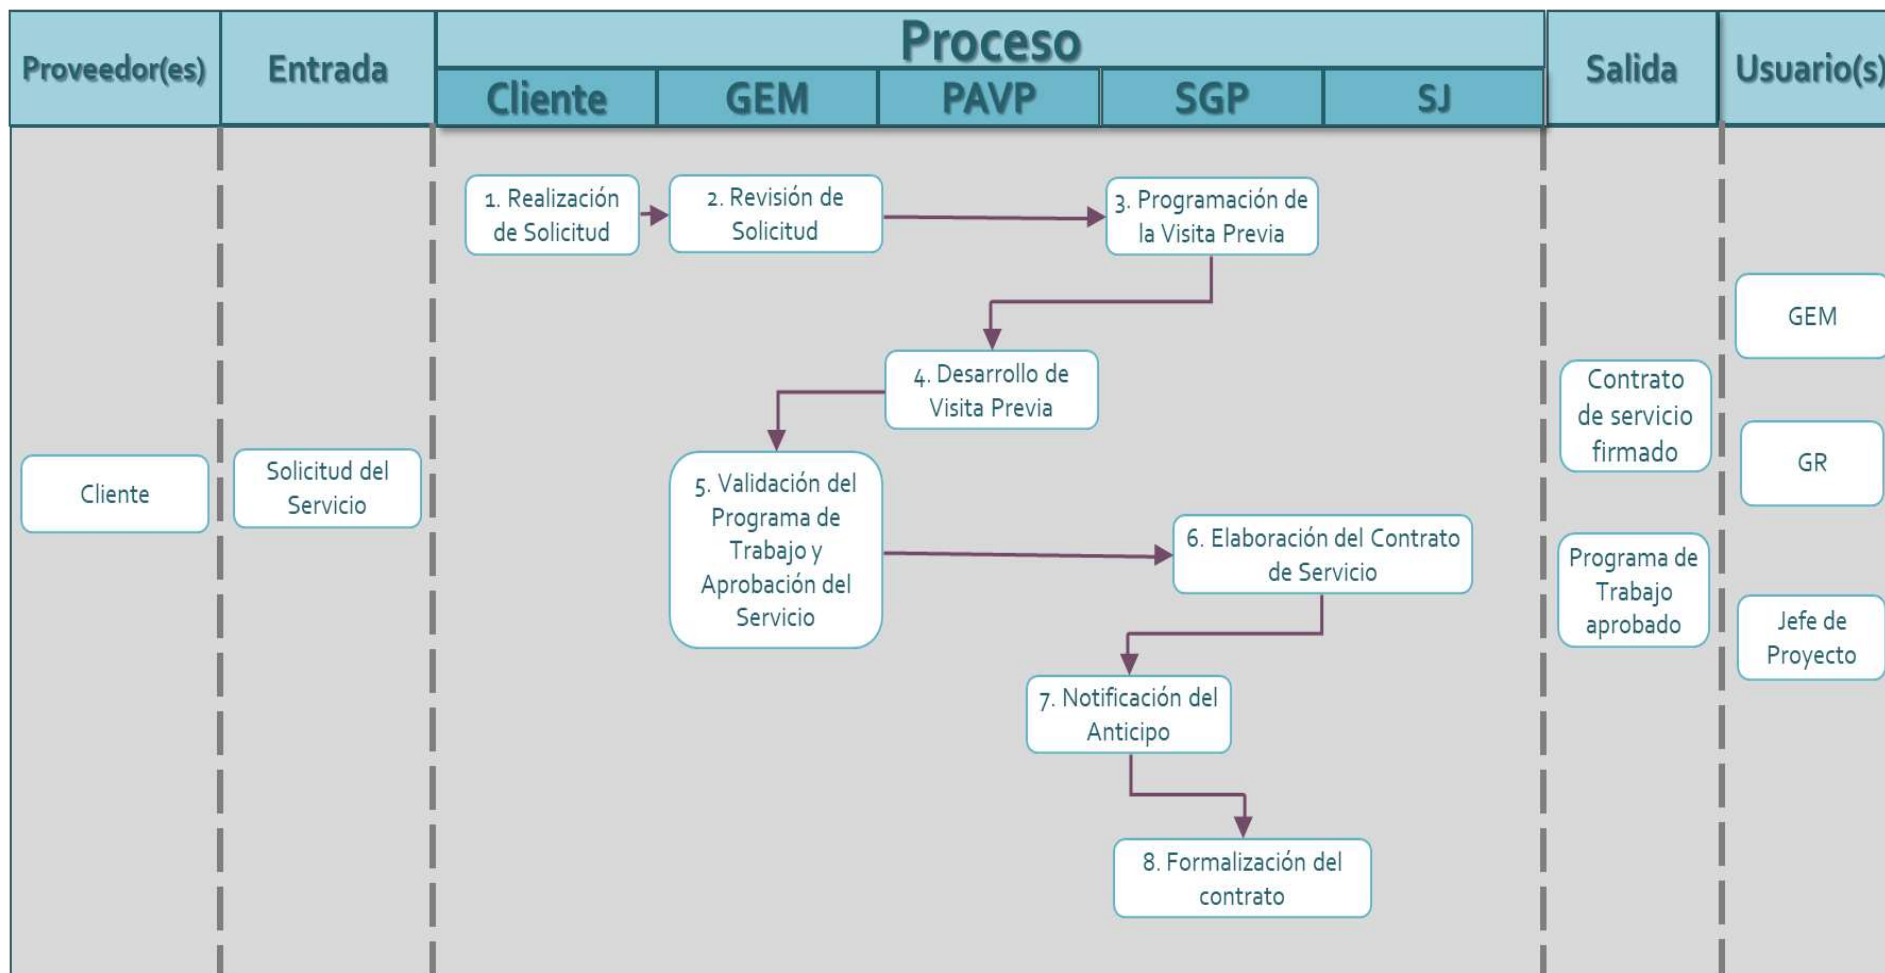 Proveedor(es)
Entrada
Proceso
Salida
Usuario(s)
Cliente
GEM
PAVP
SGP
SJ
1. Realización
de Solicitud
2. Revisión de
Solicitud
3. Programación de
la Visita Previa
4. Desarrollo de
Visita Previa
5. Validación del
Programa de
Trabajo y
Aprobación del
Servicio
6. Elaboración del Contrato
de Servicio
7. Notificación del
Anticipo
8. Formalización del
contrato
Cliente
Solicitud del
Servicio
Contrato
de servicio
firmado
Programa de
Trabajo
aprobado
GEM
GR
Jefe de
Proyecto